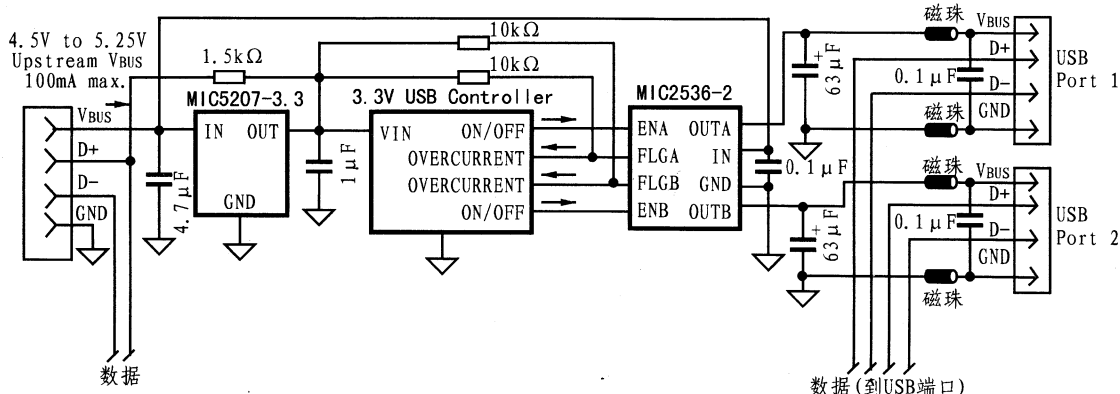 4.5V to 5.25V
Upstream VBUS
100mA max.
VBUS
D+
D-
GND
数据
1.5kΩ
4.7μF
MIC5207-3.3
IN OUT
GND
1μF
10kΩ
10kΩ
3.3V USB Controller
VIN
ON/OFF
OVERCURRENT
OVERCURRENT
ON/OFF
MIC2536-2
ENA OUTA
FLGA IN
FLGB GND
ENB OUTB
0.1μF
+
63μF
+
63μF
磁珠
VBUS
D+
0.1μF
D-
GND
磁珠
USB
Port 1
磁珠
VBUS
D+
0.1μF
D-
GND
磁珠
USB
Port 2
数据(到USB端口)